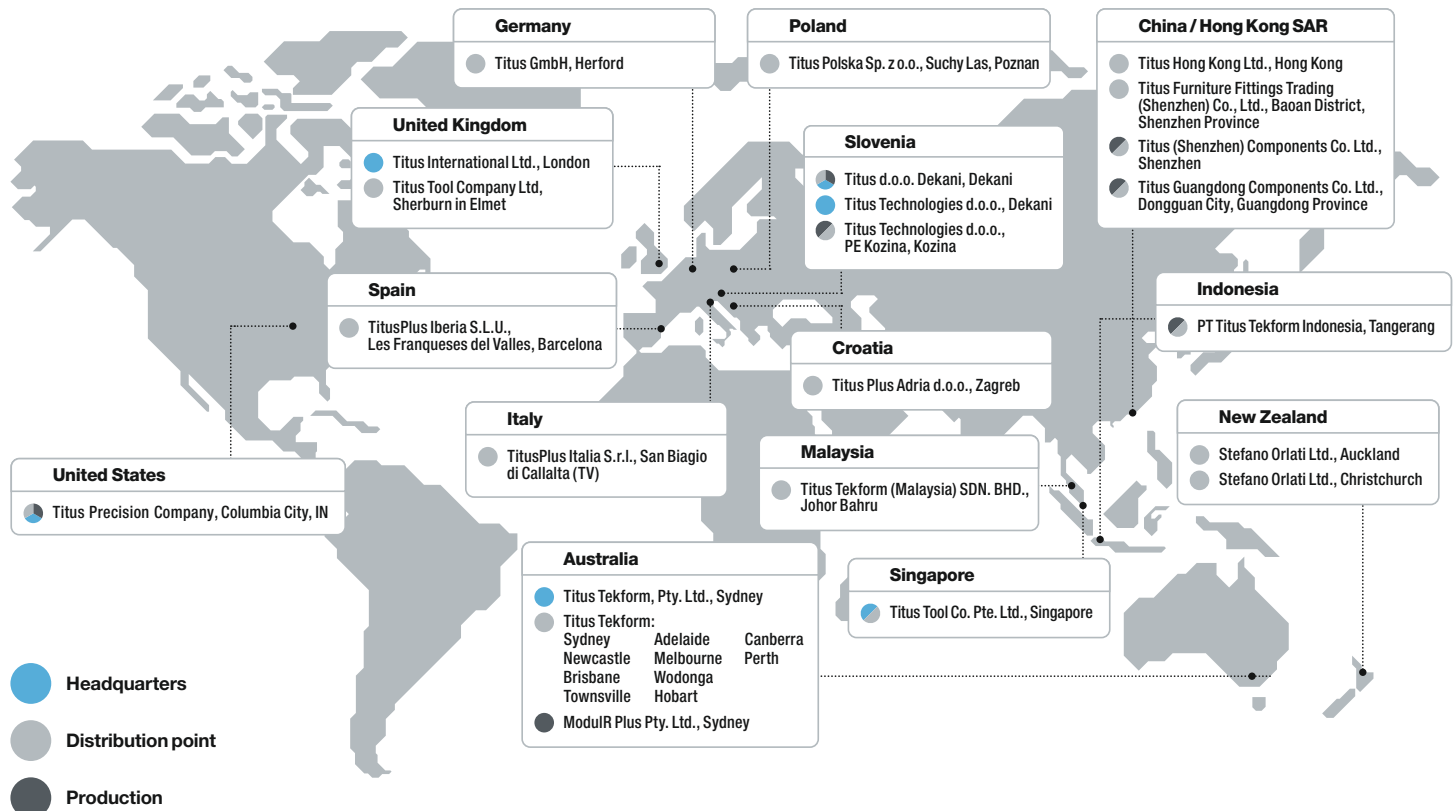 Germany
Titus GmbH, Herford
Poland
Titus Polska Sp. z o.o., Suchy Las, Poznan
China / Hong Kong SAR
Titus Hong Kong Ltd., Hong Kong
Titus Furniture Fittings Trading
(Shenzhen) Co., Ltd., Baoan District,
Shenzhen Province
Titus (Shenzhen) Components Co. Ltd.,
Shenzhen
Titus Guangdong Components Co. Ltd.,
Dongguan City, Guangdong Province
United Kingdom
Titus International Ltd., London
Titus Tool Company Ltd,
Sherburn in Elmet
Slovenia
Titus d.o.o. Dekani, Dekani
Titus Technologies d.o.o., Dekani
Titus Technologies d.o.o.,
PE Kozina, Kozina
Spain
TitusPlus Iberia S.L.U.,
Les Franqueses del Valles, Barcelona
Indonesia
PT Titus Tekform Indonesia, Tangerang
Croatia
Titus Plus Adria d.o.o., Zagreb
Italy
TitusPlus Italia S.r.l., San Biagio
di Callalta (TV)
Malaysia
Titus Tekform (Malaysia) SDN. BHD.,
Johor Bahru
New Zealand
Stefano Orlati Ltd., Auckland
Stefano Orlati Ltd., Christchurch
United States
Titus Precision Company, Columbia City, IN
Australia
Titus Tekform, Pty. Ltd., Sydney
Titus Tekform:
Sydney Adelaide Canberra
Newcastle Melbourne Perth
Brisbane Wodonga
Townsville Hobart
ModulR Plus Pty. Ltd., Sydney
Singapore
Titus Tool Co. Pte. Ltd., Singapore
Headquarters
Distribution point
Production